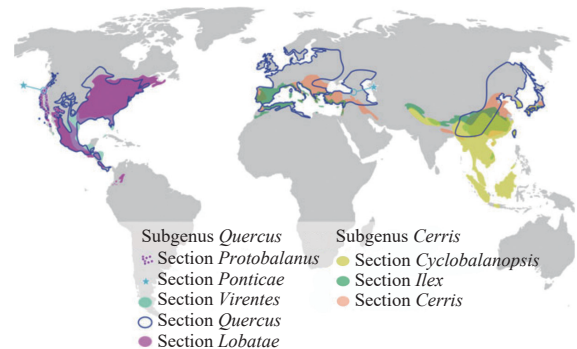 Subgenus Quercus
Section Protobalanus
Section Ponticae
Section Virentes
Section Quercus
Section Lobatae
Subgenus Cerris
Section Cyclobalanopsis
Section Ilex
Section Cerris